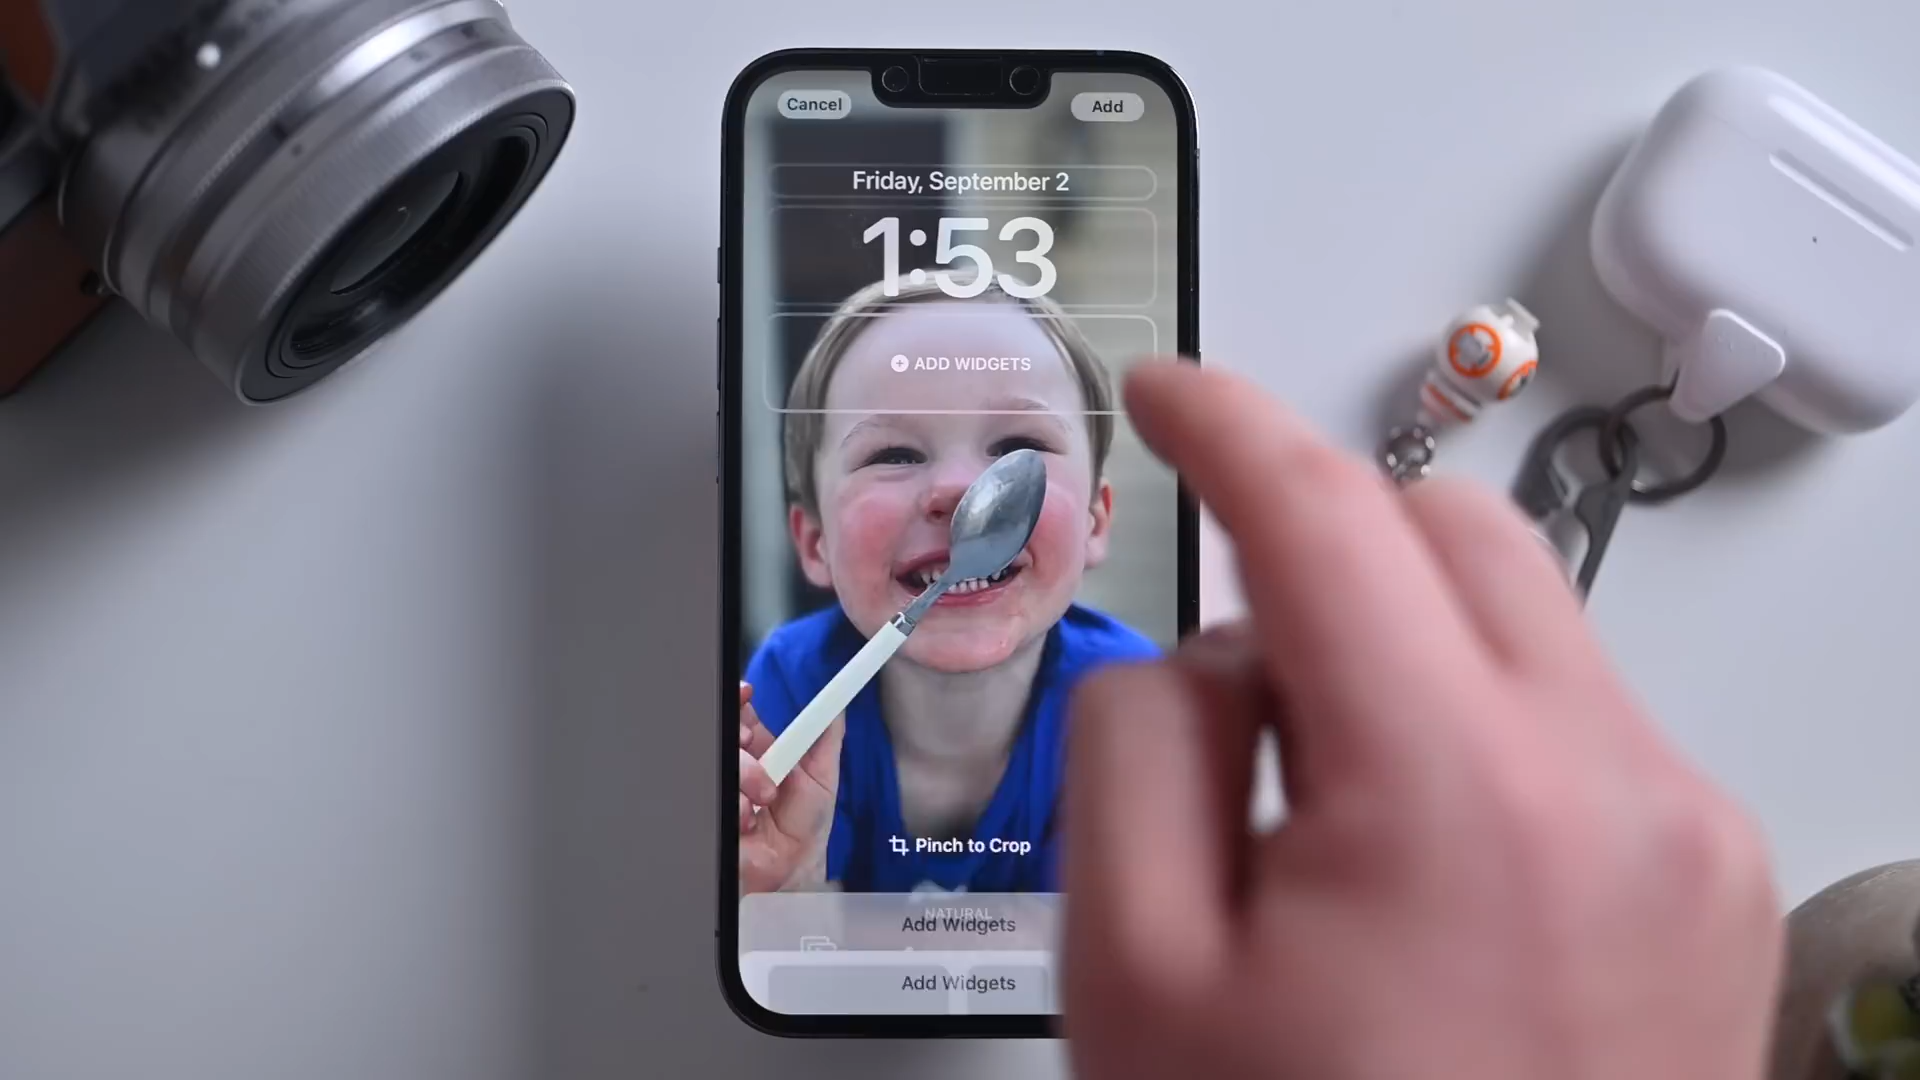 Cancel
Add
Friday, September 2
1:53
ADD WIDGETS
Pinch to Crop
NATURAL
Add Widgets
Add Widgets